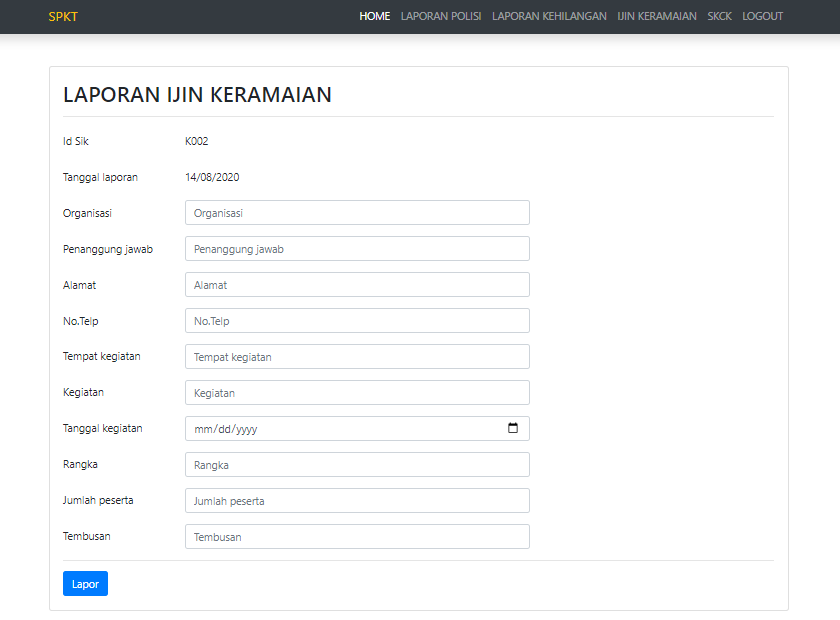 SPKT HOME LAPORAN POLISI LAPORAN KEHILANGAN IJIN KERAMAIAN SKCK LOGOUT
LAPORAN IJIN KERAMAIAN
Id Sik K002
Tanggal laporan 14/08/2020
Organisasi Organisasi
Penanggung jawab Penanggung jawab
Alamat Alamat
No.Telp No.Telp
Tempat kegiatan Tempat kegiatan
Kegiatan Kegiatan
Tanggal kegiatan mm/dd/yyyy
Rangka Rangka
Jumlah peserta Jumlah peserta
Tembusan Tembusan
Lapor